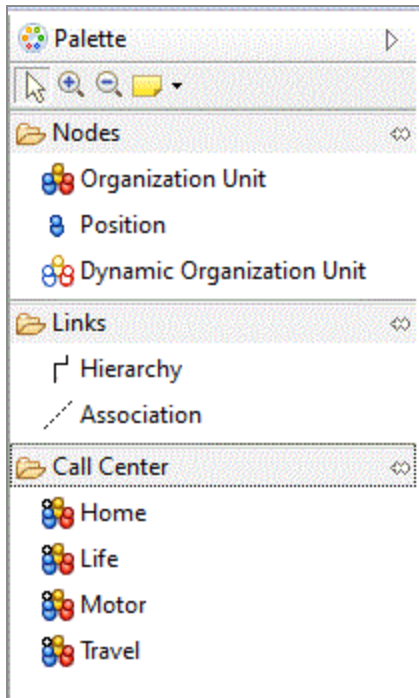 Palette
Nodes
Organization Unit
Position
Dynamic Organization Unit
Links
Hierarchy
Association
Call Center
Home
Life
Motor
Travel